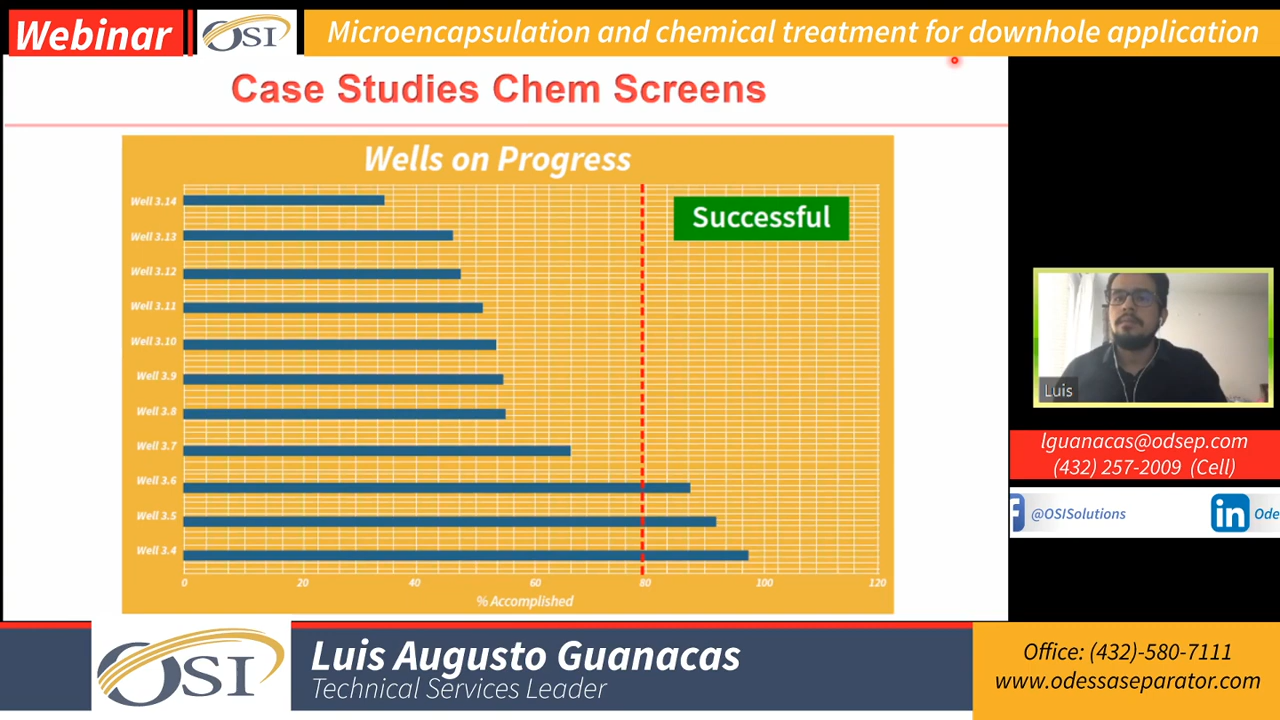 Webinar
OSI
Microencapsulation and chemical treatment for downhole application
Case Studies Chem Screens
Wells on Progress
Successful
Well 3.14
Well 3.13
Well 3.12
Well 3.11
Well 3.10
Well 3.9
Well 3.8
Well 3.7
Well 3.6
Well 3.5
Well 3.4
0 20 40 60 80 100 120
% Accomplished
Luis
lguanacas@odsep.com
(432) 257-2009 (Cell)
@OSISolutions
in Ode
OSI
Luis Augusto Guanacas
Technical Services Leader
Office: (432)-580-7111
www.odessaseparator.com